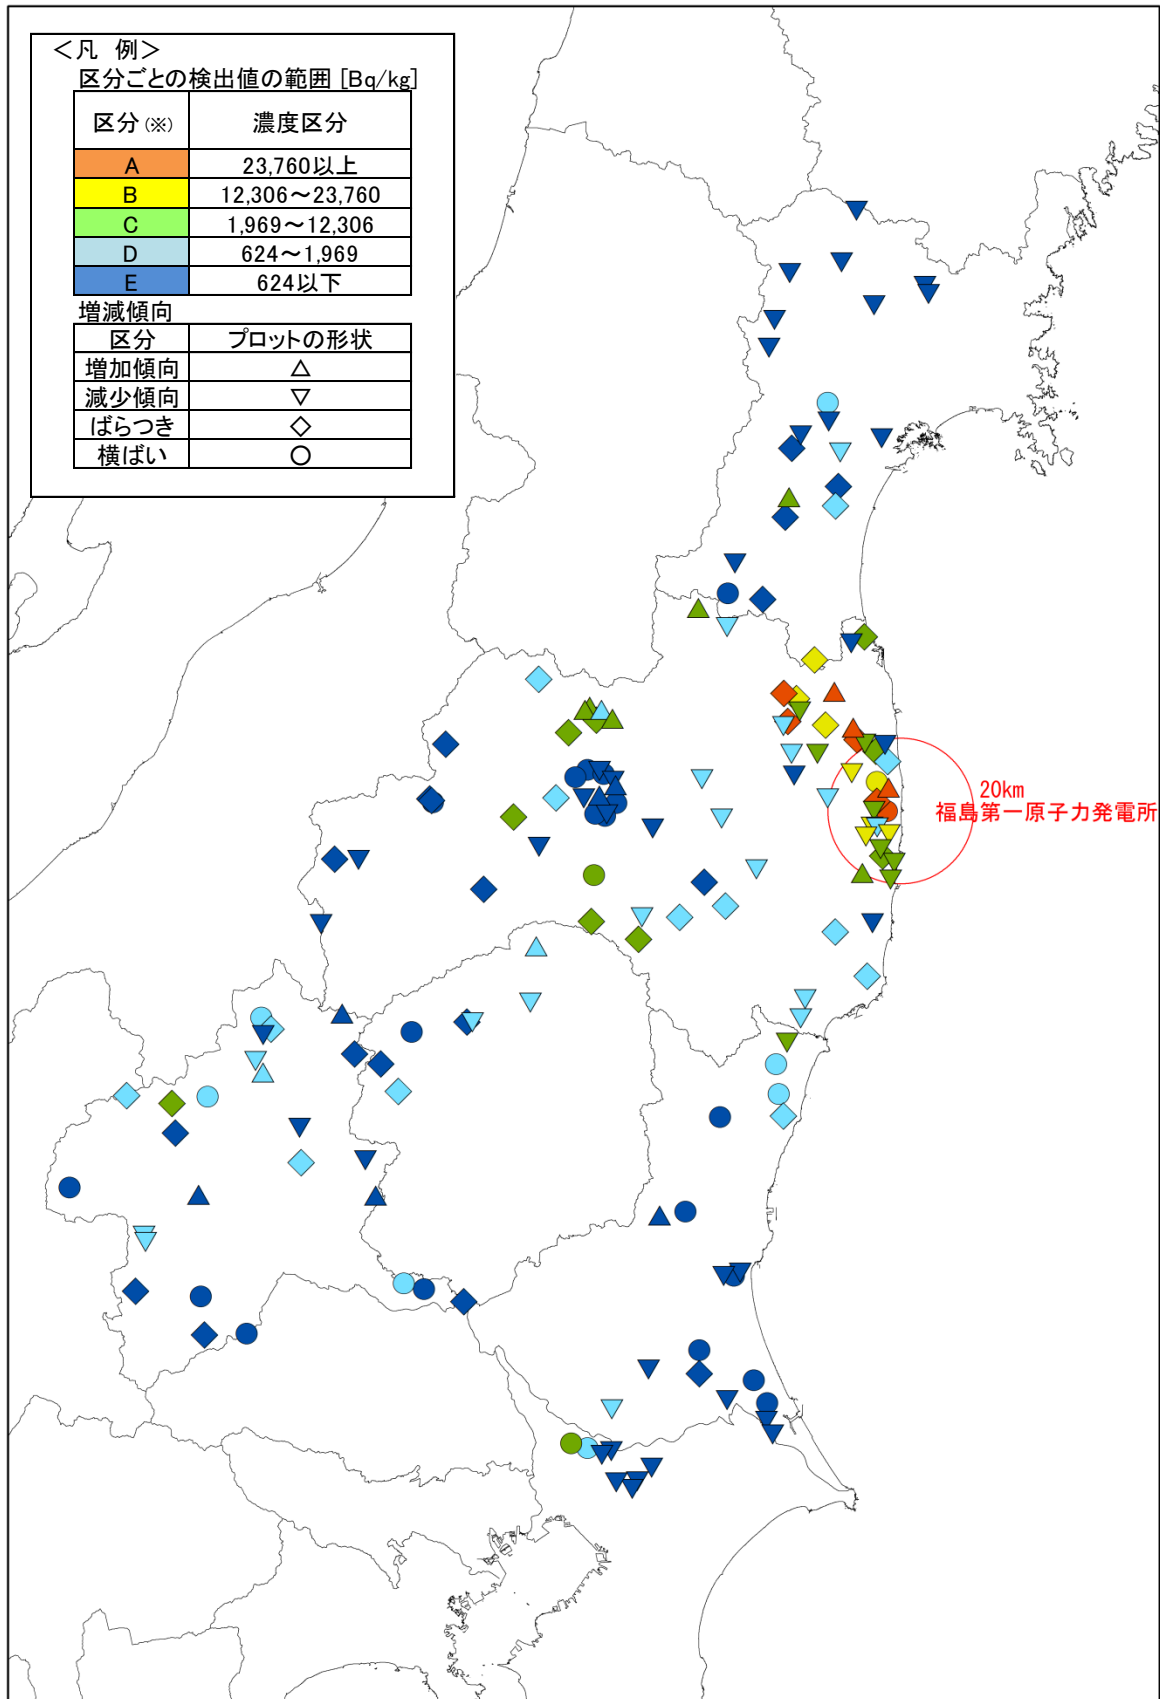 ＜凡 例＞
区分ごとの検出値の範囲 [Bq/kg]
区分(※) 濃度区分
A 23,760以上
B 12,306～23,760
C 1,969～12,306
D 624～1,969
E 624以下
増減傾向
区分 プロットの形状
増加傾向 △
減少傾向 ▽
ばらつき ◇
横ばい ○
20km
福島第一原子力発電所